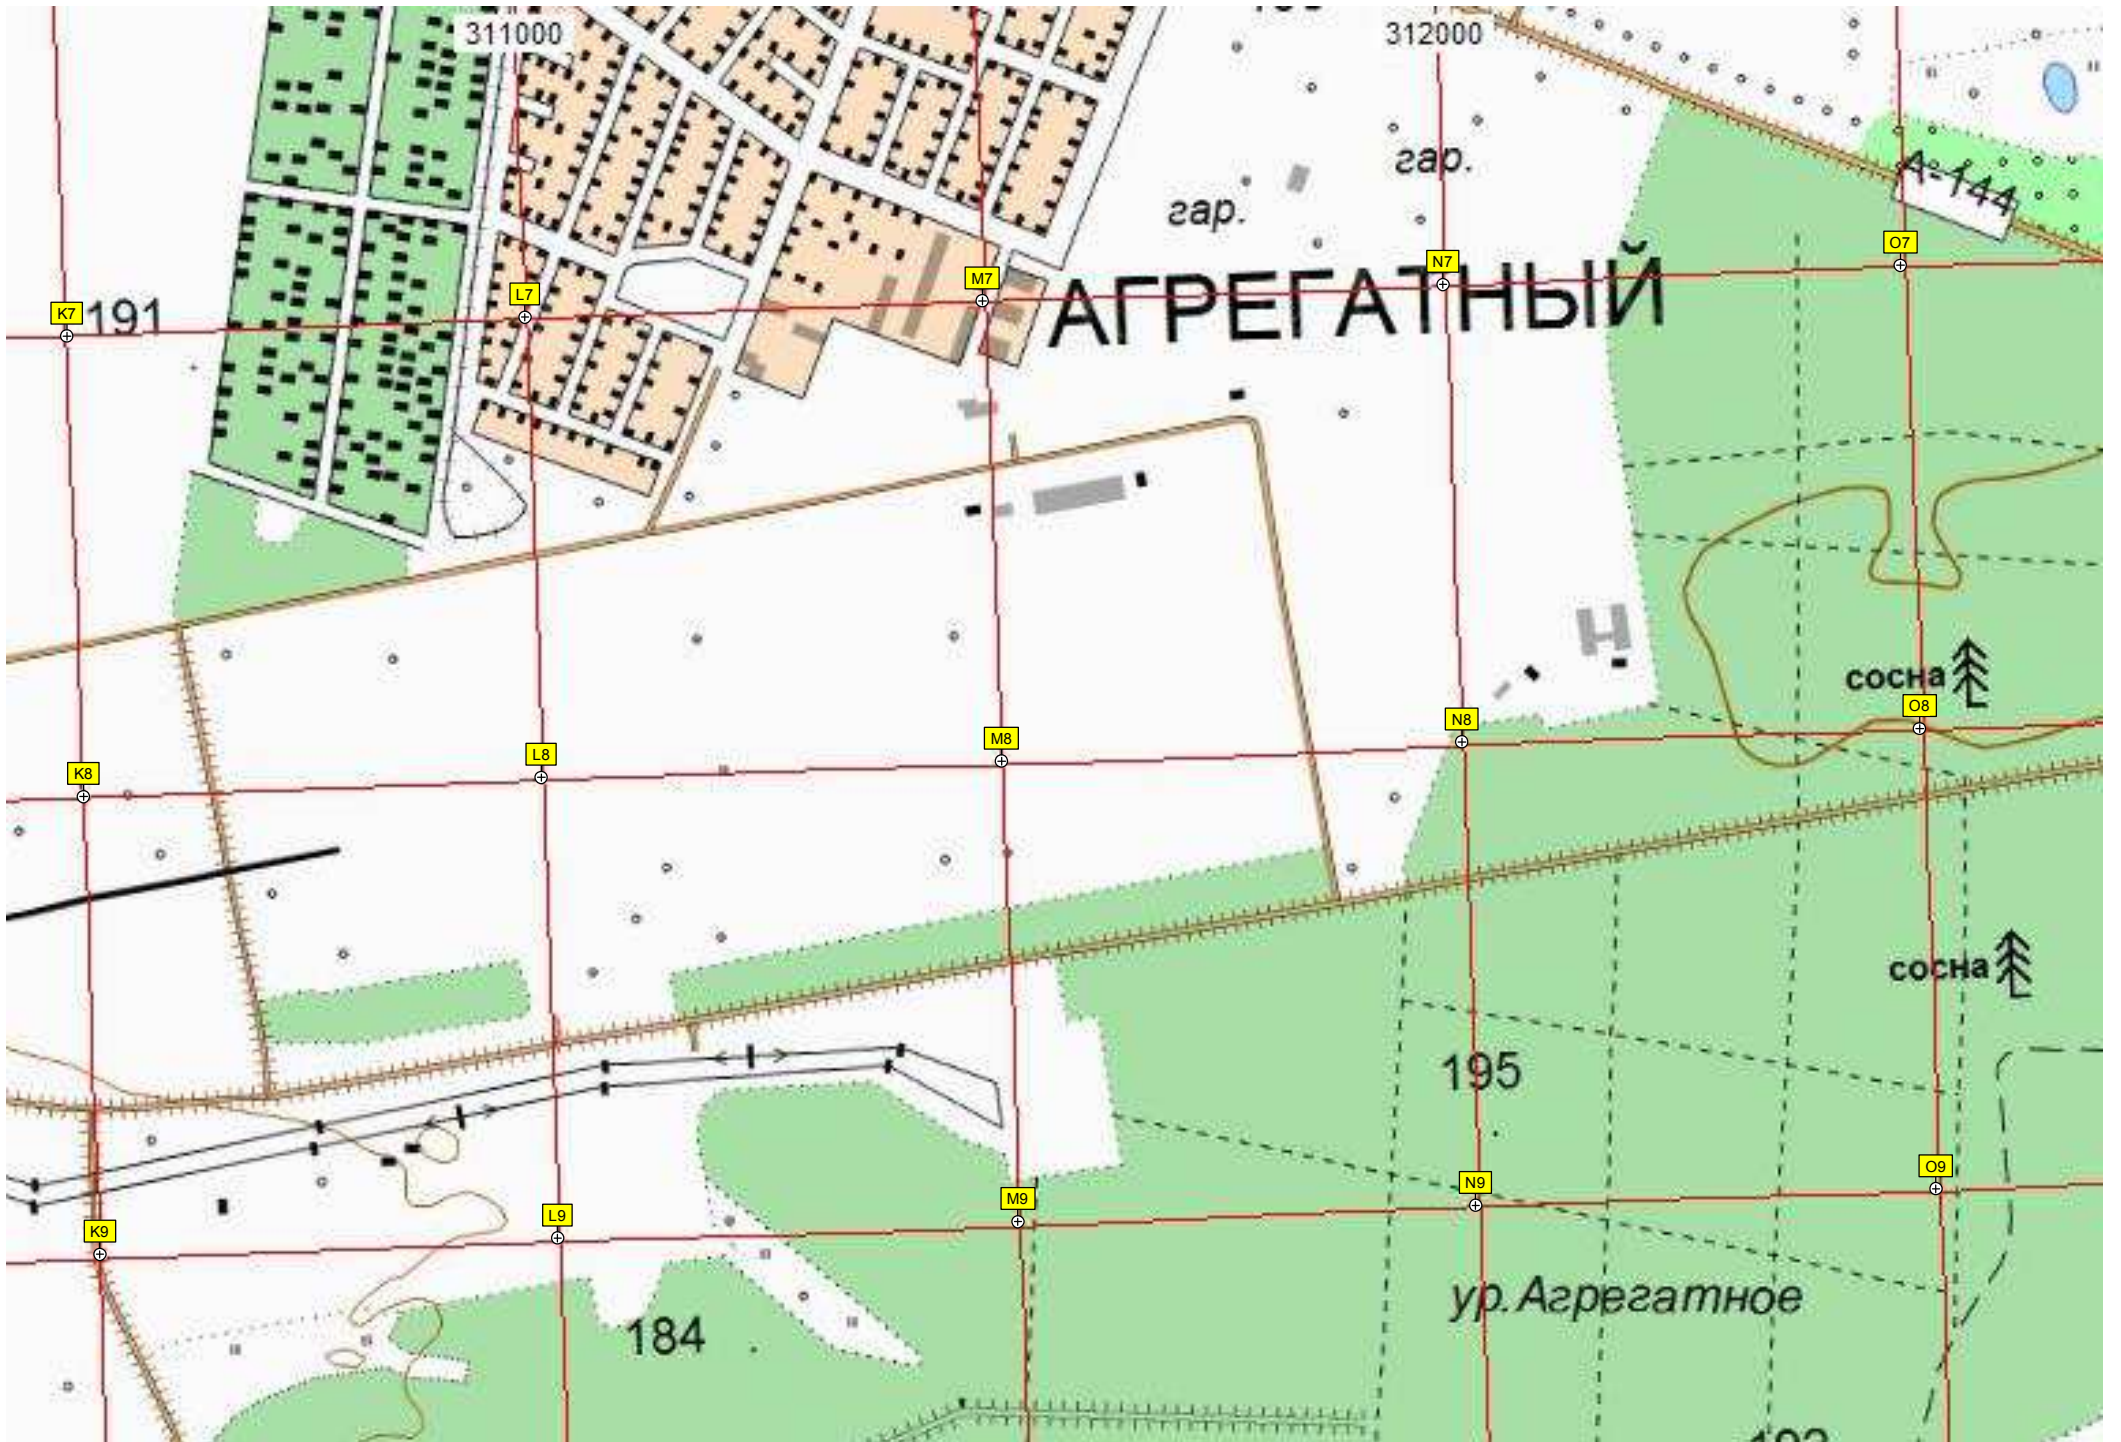 311000
312000
гар.
А-144
гар.
O7
N7
M7
L7
K7
191
АГРЕГАТНЫЙ
сосна
O8
N8
M8
L8
K8
сосна
195
O9
N9
M9
L9
K9
ур.Агрегатное
184